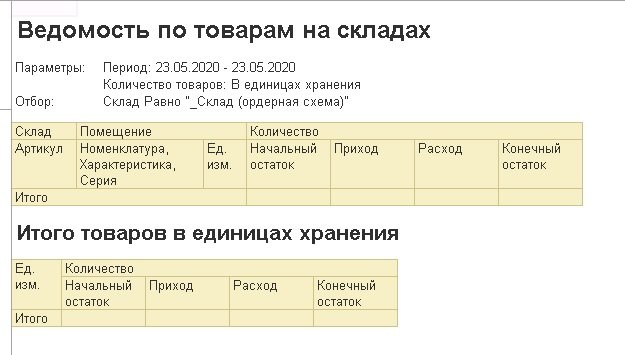 Ведомость по товарам на складах
Параметры: Период: 23.05.2020 - 23.05.2020
Количество товаров: В единицах хранения
Отбор: Склад Равно "_Склад (ордерная схема)"
Склад Помещение Количество
Артикул Номенклатура, Ед. Начальный Приход Расход Конечный
Характеристика, изм. остаток остаток
Серия
Итого
Итого товаров в единицах хранения
Ед. Количество
изм. Начальный Приход Расход Конечный
остаток остаток
Итого